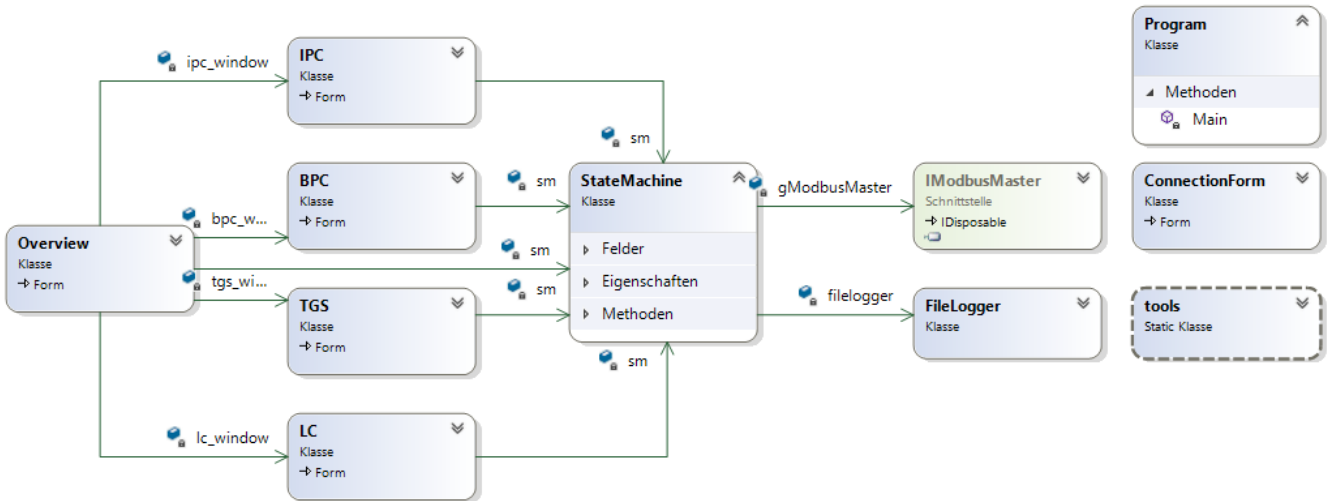 ipc_window
IPC
Klasse
Form
sm
Program
Klasse
Methoden
Main
BPC
Klasse
Form
sm
StateMachine
Klasse
Felder
Eigenschaften
Methoden
gModbusMaster
IModbusMaster
Schnittstelle
IDisposable
ConnectionForm
Klasse
Form
Overview
Klasse
Form
bpc_w...
sm
tgs_wi...
sm
TGS
Klasse
Form
filelogger
FileLogger
Klasse
tools
Static Klasse
sm
lc_window
LC
Klasse
Form